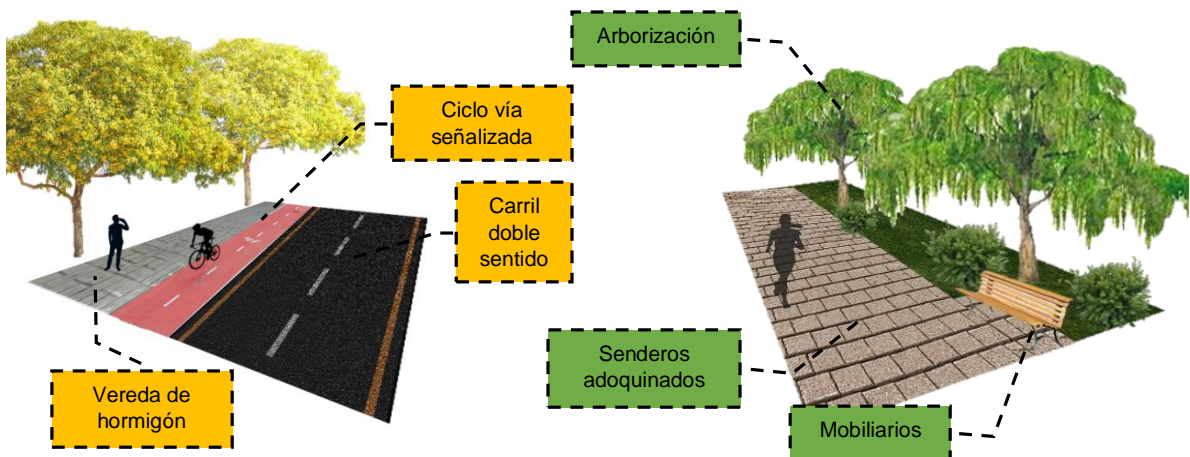 Arborización
Ciclo vía
señalizada
Carril
doble
sentido
Senderos
adoquinados
Vereda de
hormigón
Mobiliarios